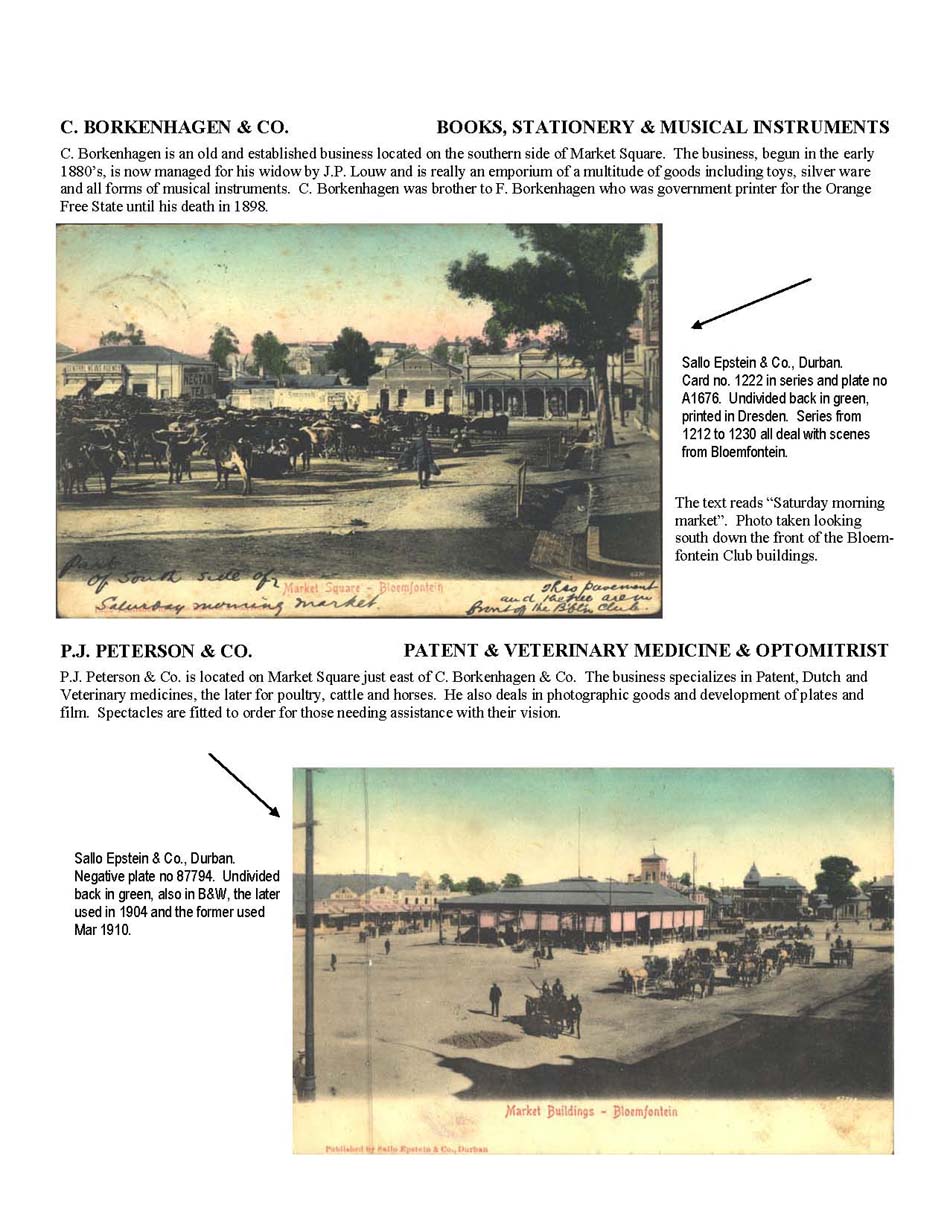 C. BORKENHAGEN & CO. BOOKS, STATIONERY & MUSICAL INSTRUMENTS
C. Borkenhagen is an old and established business located on the southern side of Market Square. The business, begun in the early
1880’s, is now managed for his widow by J.P. Louw and is really an emporium of a multitude of goods including toys, silver ware
and all forms of musical instruments. C. Borkenhagen was brother to F. Borkenhagen who was government printer for the Orange
Free State until his death in 1898.
CENTRAL NEWS AGENCY
NECTAR
TEA
Part
of South side of
Market Square - Bloemfontein
Saturday morning market.
this pavement
and the tree are in
front of the Bfn Club.
Sallo Epstein & Co., Durban.
Card no. 1222 in series and plate no
A1676. Undivided back in green,
printed in Dresden. Series from
1212 to 1230 all deal with scenes
from Bloemfontein.
The text reads “Saturday morning
market”. Photo taken looking
south down the front of the Bloem-
fontein Club buildings.
P.J. PETERSON & CO. PATENT & VETERINARY MEDICINE & OPTOMITRIST
P.J. Peterson & Co. is located on Market Square just east of C. Borkenhagen & Co. The business specializes in Patent, Dutch and
Veterinary medicines, the later for poultry, cattle and horses. He also deals in photographic goods and development of plates and
film. Spectacles are fitted to order for those needing assistance with their vision.
Sallo Epstein & Co., Durban.
Negative plate no 87794. Undivided
back in green, also in B&W, the later
used in 1904 and the former used
Mar 1910.
Market Buildings - Bloemfontein
Published by Sallo Epstein & Co., Durban